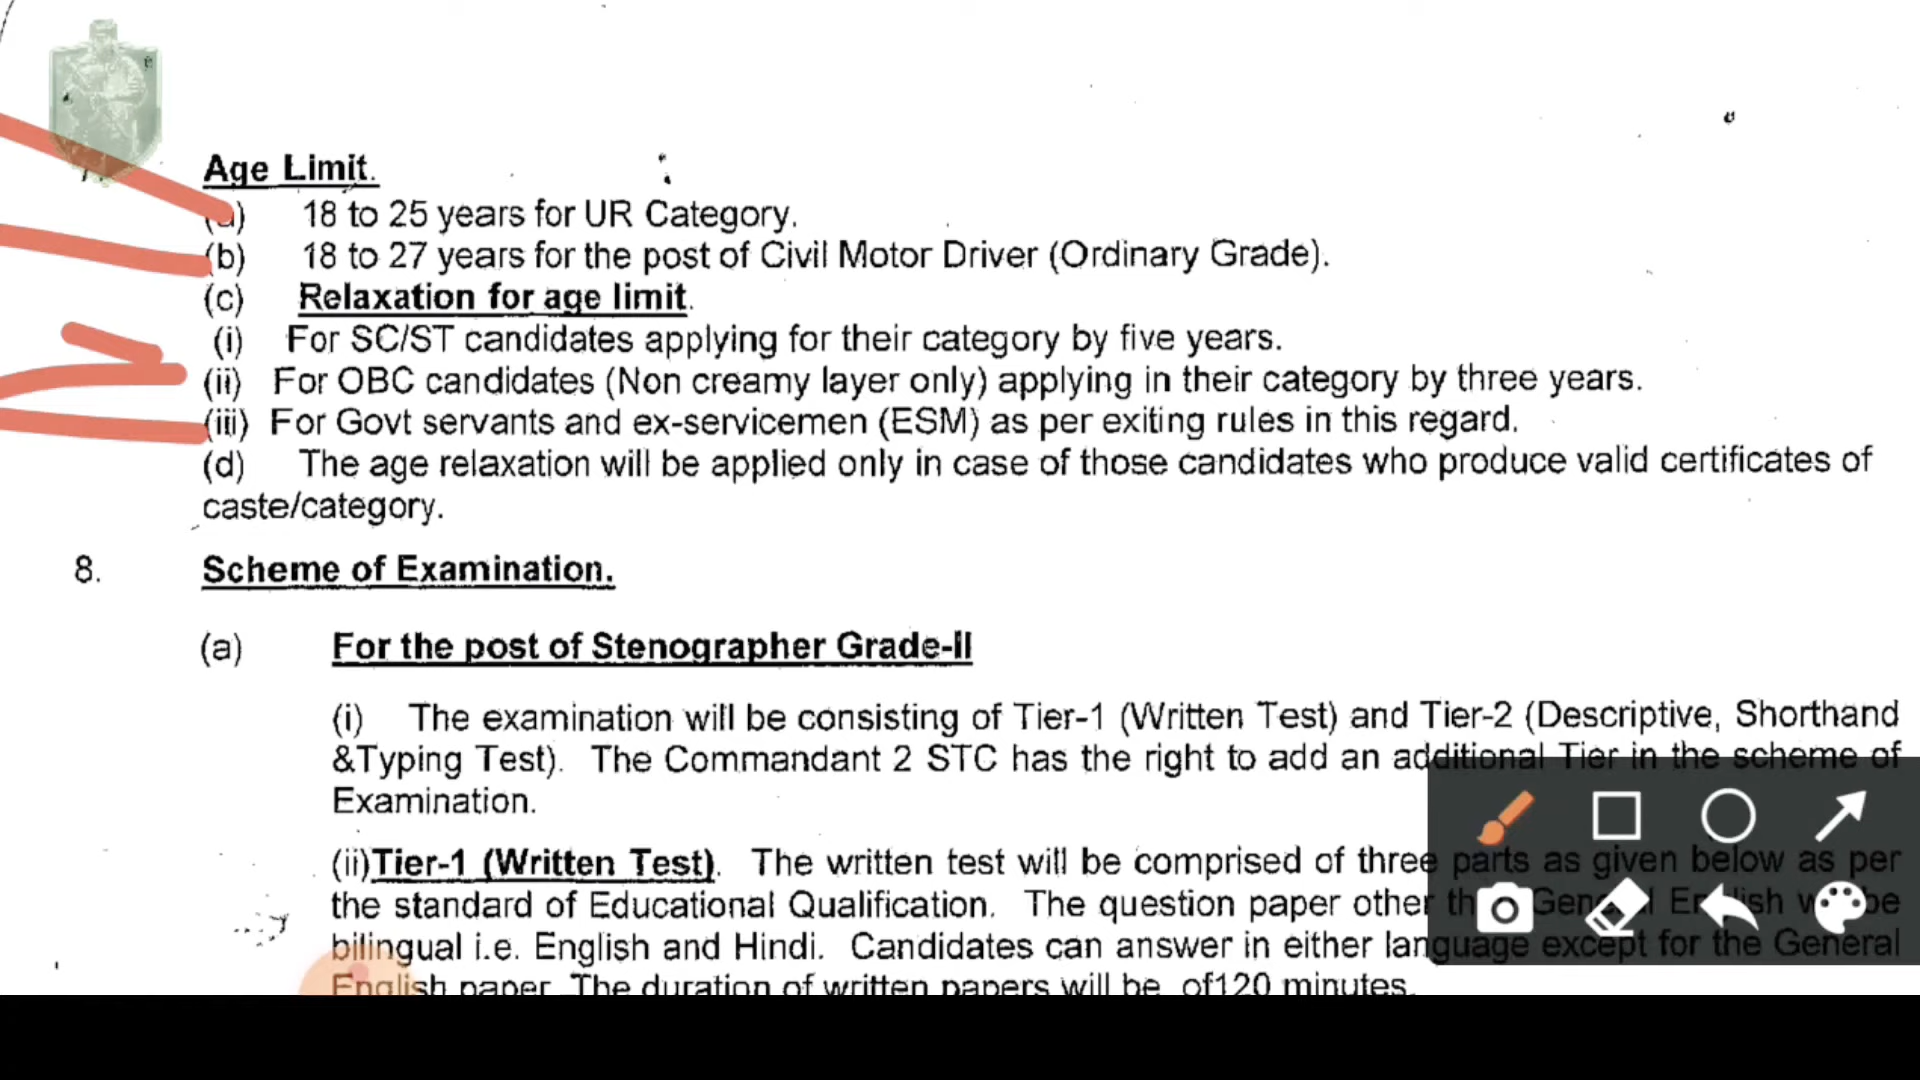 Age Limit.
(a) 18 to 25 years for UR Category.
(b) 18 to 27 years for the post of Civil Motor Driver (Ordinary Grade).
(c) Relaxation for age limit.
(i) For SC/ST candidates applying for their category by five years.
(ii) For OBC candidates (Non creamy layer only) applying in their category by three years.
(iii) For Govt servants and ex-servicemen (ESM) as per exiting rules in this regard.
(d) The age relaxation will be applied only in case of those candidates who produce valid certificates of
caste/category.
8. Scheme of Examination.
(a) For the post of Stenographer Grade-II
(i) The examination will be consisting of Tier-1 (Written Test) and Tier-2 (Descriptive, Shorthand
&Typing Test). The Commandant 2 STC has the right to add an additional Tier in the scheme of
Examination.
(ii)Tier-1 (Written Test). The written test will be comprised of three parts as given below as per
the standard of Educational Qualification. The question paper other than General English will be
bilingual i.e. English and Hindi. Candidates can answer in either language except for the General
English paper. The duration of written papers will be of120 minutes.